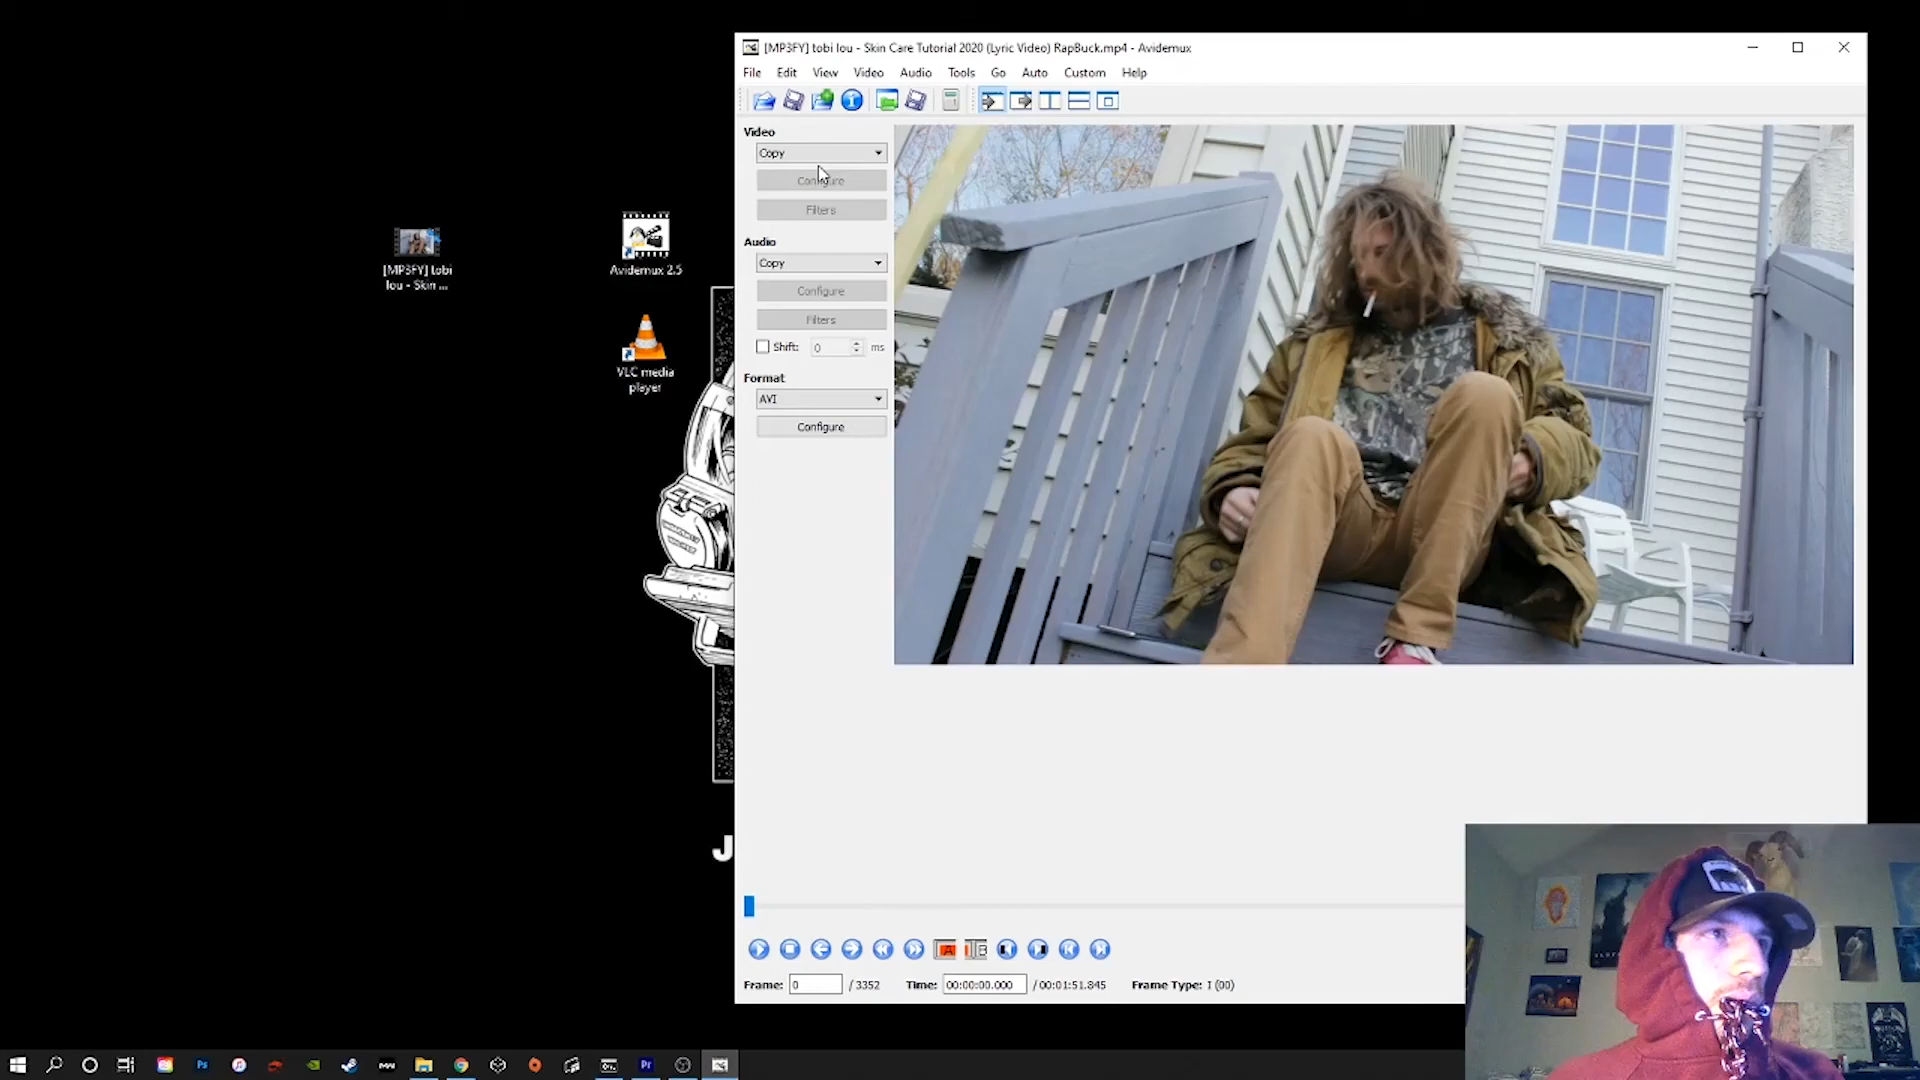 [MP3FY] tobi lou - Skin Care Tutorial 2020 (Lyric Video) RapBuck.mp4 - Avidemux
File Edit View Video Audio Tools Go Auto Custom Help
Video
Copy
Configure
Filters
Audio
Copy
Configure
Filters
Shift: 0 ms
Format
AVI
Configure
[MP3FY] tobi
lou - Skin ...
Avidemux 2.5
VLC media
player
J
A
B
Frame: 0 / 3352 Time: 00:00:00.000 / 00:01:51.845 Frame Type: I (00)
Ps
Pr